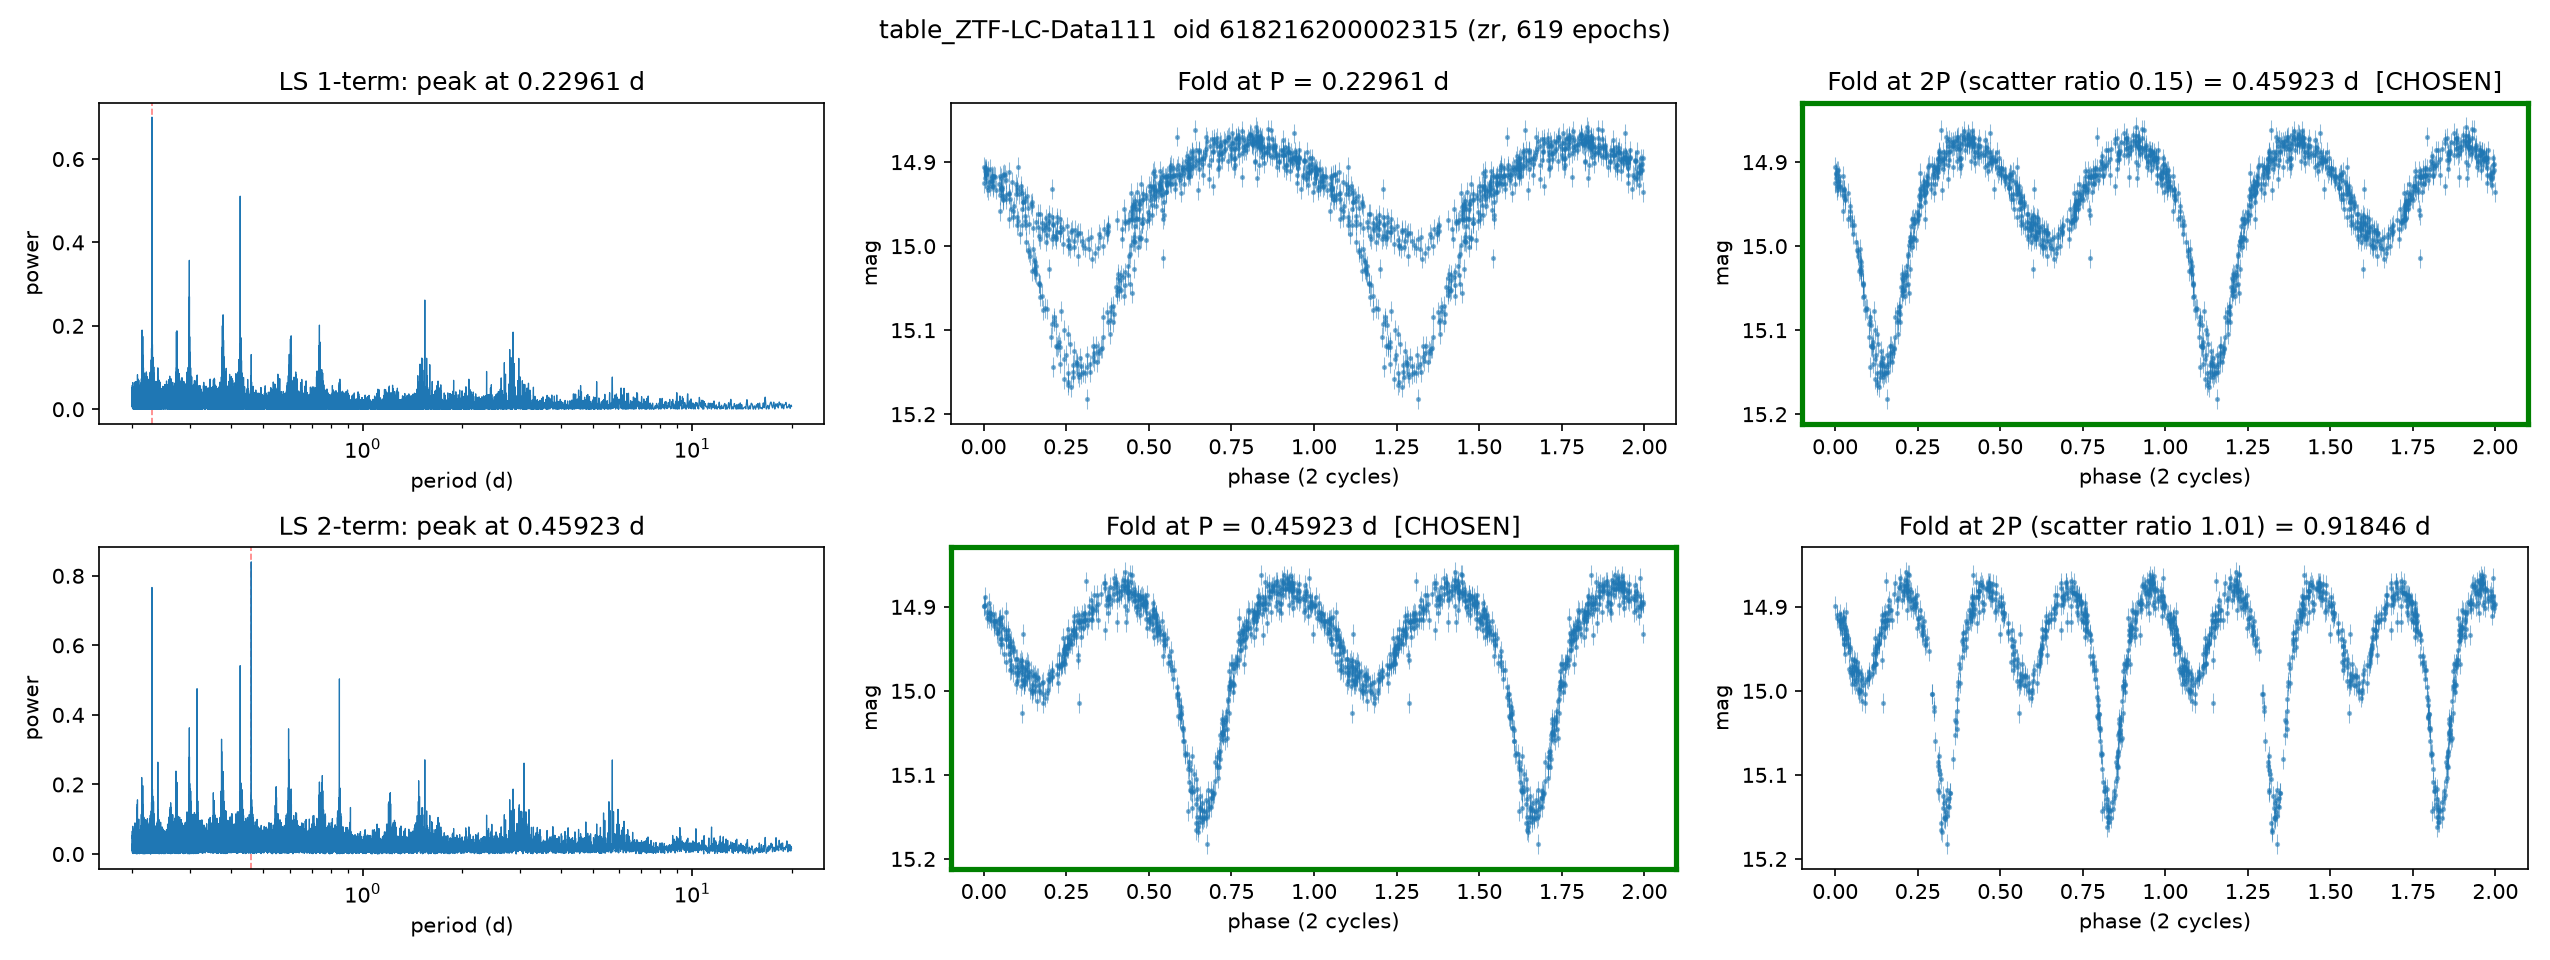 table_ZTF-LC-Data111  oid 618216200002315 (zr, 619 epochs)
LS 1-term: peak at 0.22961 d
power
0.6
0.4
0.2
0.0
10⁰
10¹
period (d)
Fold at P = 0.22961 d
mag
14.9
15.0
15.1
15.2
0.00 0.25 0.50 0.75 1.00 1.25 1.50 1.75 2.00
phase (2 cycles)
Fold at 2P (scatter ratio 0.15) = 0.45923 d  [CHOSEN]
mag
14.9
15.0
15.1
15.2
0.00 0.25 0.50 0.75 1.00 1.25 1.50 1.75 2.00
phase (2 cycles)
LS 2-term: peak at 0.45923 d
power
0.8
0.6
0.4
0.2
0.0
10⁰
10¹
period (d)
Fold at P = 0.45923 d  [CHOSEN]
mag
14.9
15.0
15.1
15.2
0.00 0.25 0.50 0.75 1.00 1.25 1.50 1.75 2.00
phase (2 cycles)
Fold at 2P (scatter ratio 1.01) = 0.91846 d
mag
14.9
15.0
15.1
15.2
0.00 0.25 0.50 0.75 1.00 1.25 1.50 1.75 2.00
phase (2 cycles)